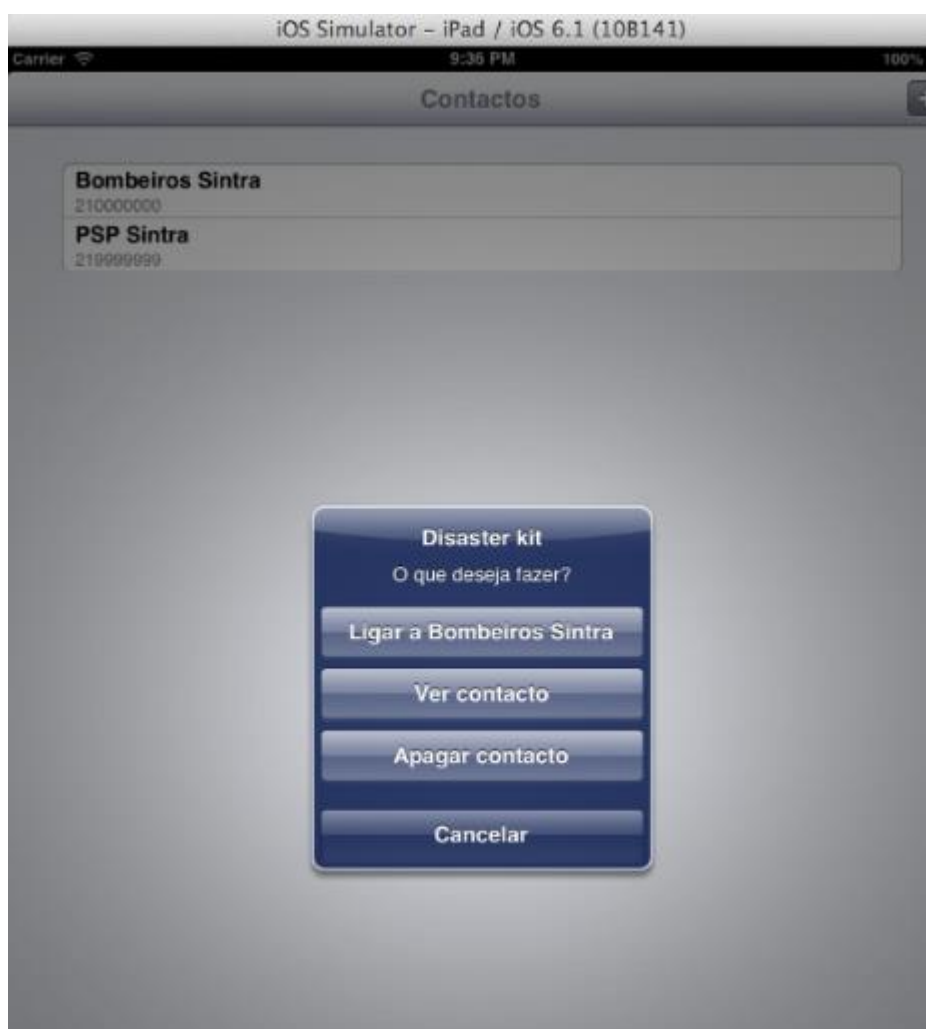 iOS Simulator – iPad / iOS 6.1 (10B141)
Carrier 9:36 PM 100%
Contactos
Bombeiros Sintra
210000000
PSP Sintra
219999999
Disaster kit
O que deseja fazer?
Ligar a Bombeiros Sintra
Ver contacto
Apagar contacto
Cancelar